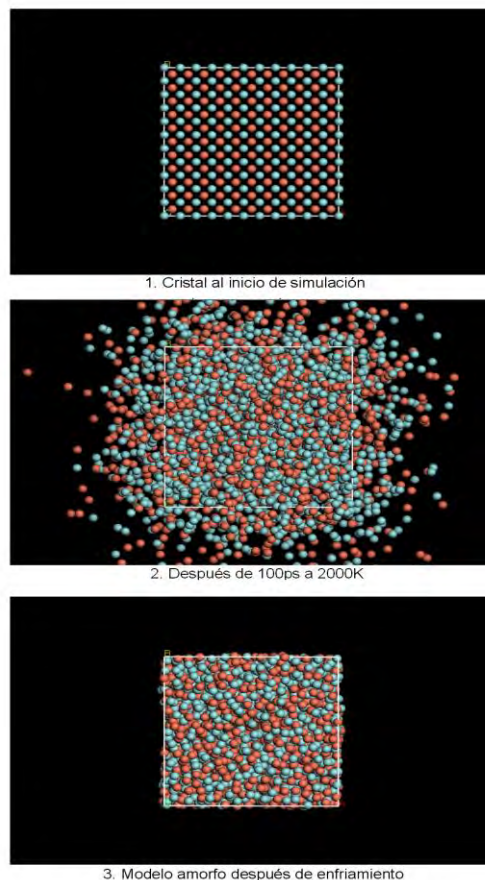 1. Cristal al inicio de simulación
2. Después de 100ps a 2000K
3. Modelo amorfo después de enfriamiento